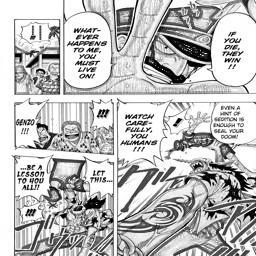 IF
YOU
DIE,
THEY
WIN
!!
WHAT-
EVER
HAPPENS
TO ME,
YOU
MUST
LIVE
ON!
!
EVEN A
HINT OF
SEDITION IS
ENOUGH TO
SEAL YOUR
DOOM!
WATCH
CARE-
FULLY,
YOU
HUMANS
!!!
GENZO
!!!
!!!
LET
THIS...
...BE A
LESSON TO
YOU ALL!!
!!!